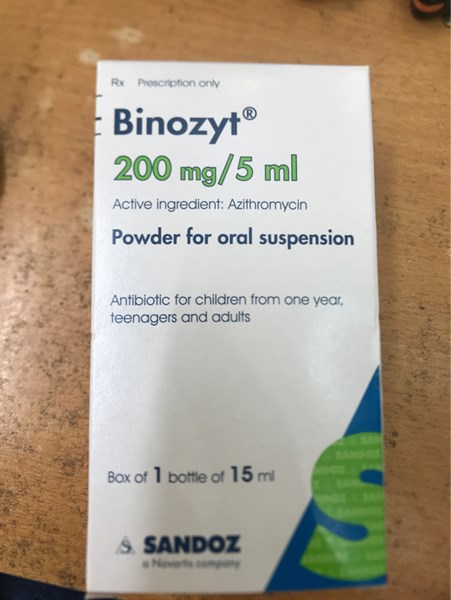 Rx Prescription only
Binozyt®
200 mg/5 ml
Active ingredient: Azithromycin
Powder for oral suspension
Antibiotic for children from one year,
teenagers and adults
Box of 1 bottle of 15 ml
SANDOZ
a Novartis company